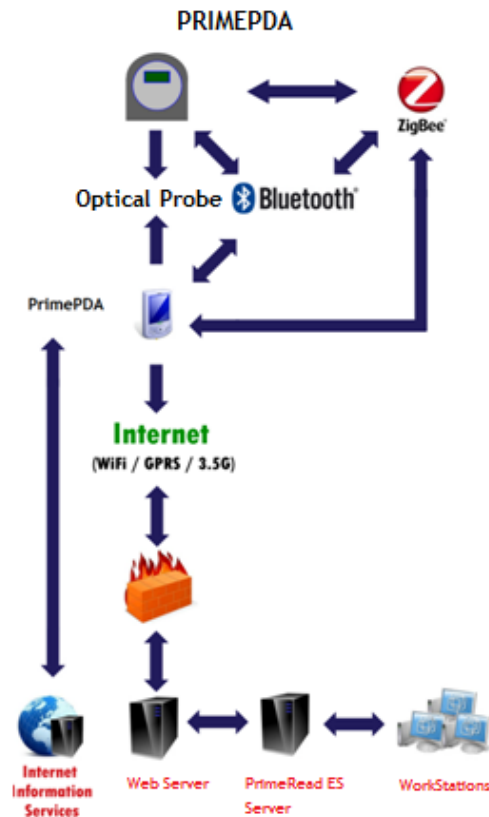 PRIMEPDA
ZigBee
Optical Probe
Bluetooth
PrimePDA
Internet
(WiFi / GPRS / 3.5G)
Internet
Information
Services
Web Server
PrimeRead ES
Server
WorkStations